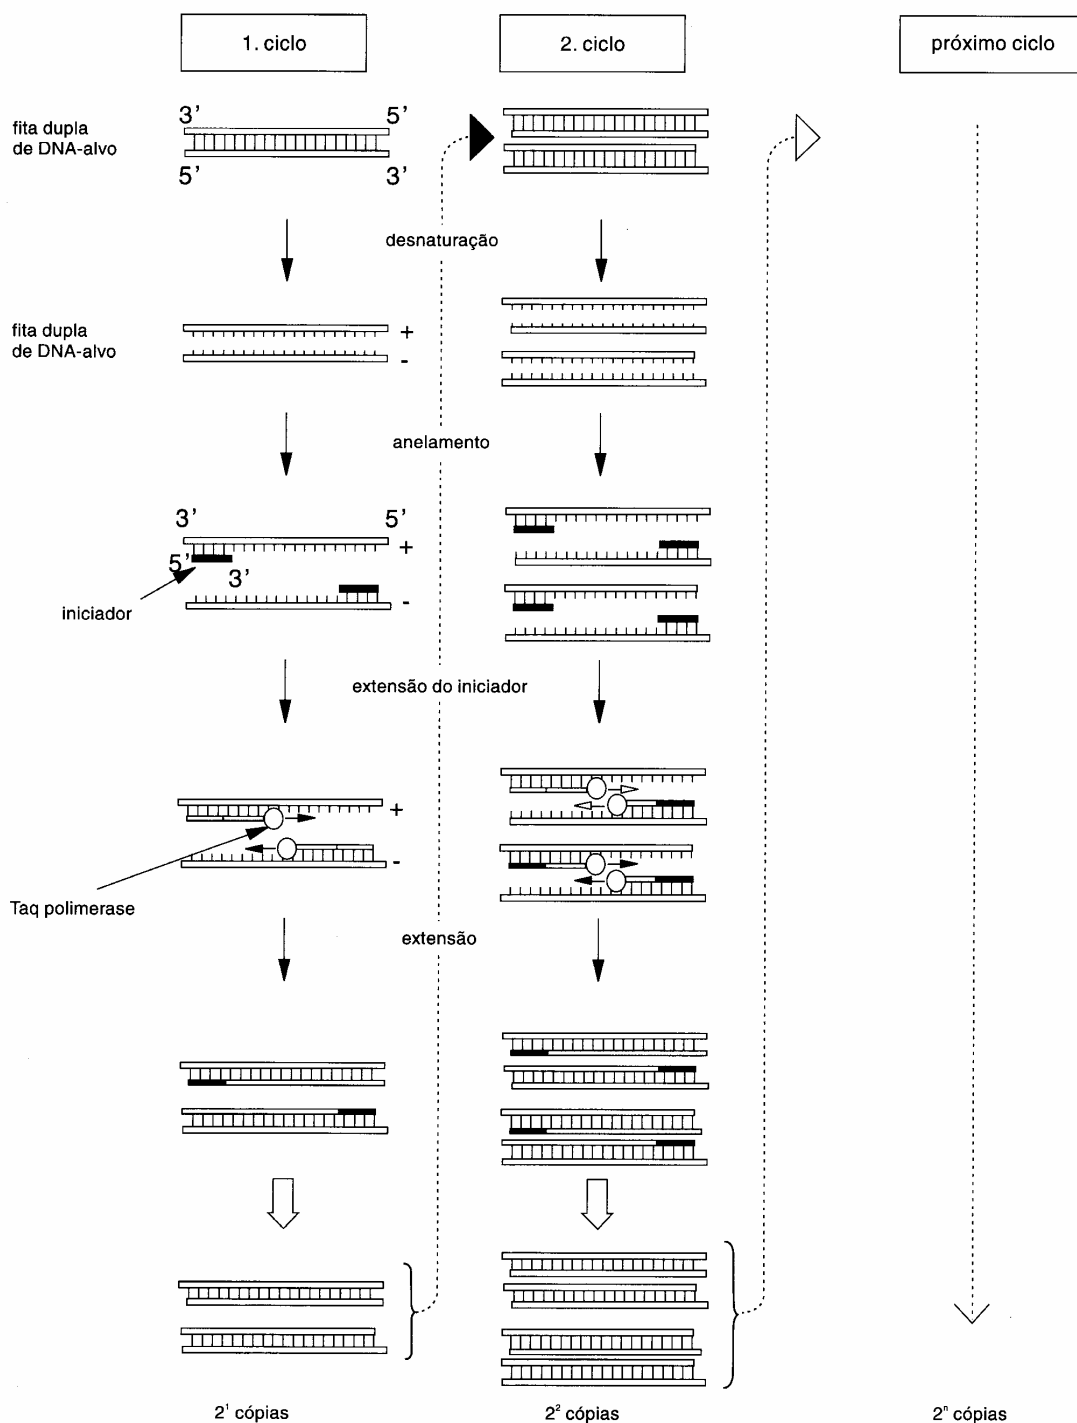 1. ciclo
2. ciclo
próximo ciclo
3'
5'
fita dupla
de DNA-alvo
5'
3'
desnaturação
fita dupla
de DNA-alvo
+
-
anelamento
3'
5'
+
5'
3'
-
iniciador
extensão do iniciador
+
-
Taq polimerase
extensão
2¹ cópias
2² cópias
2ⁿ cópias